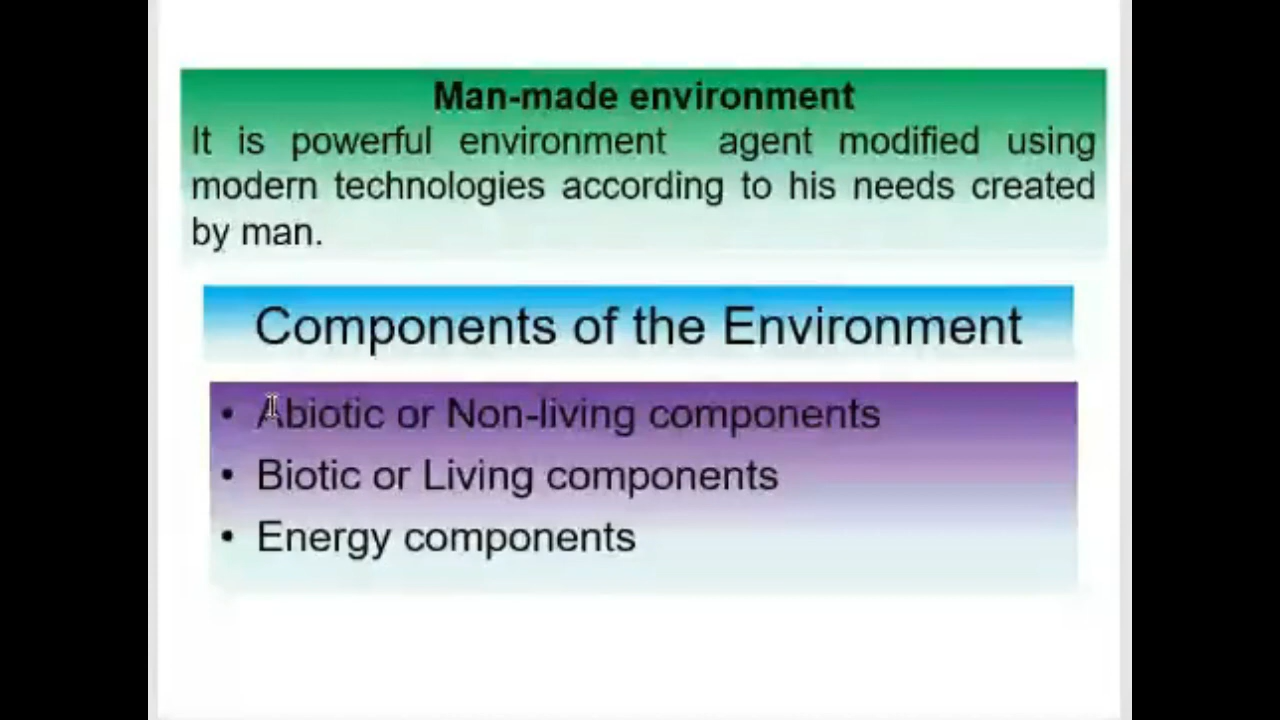 Man-made environment
It is powerful environment agent modified using
modern technologies according to his needs created
by man.
Components of the Environment
• Abiotic or Non-living components
• Biotic or Living components
• Energy components